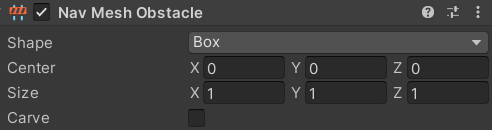 Nav Mesh Obstacle
Shape Box
Center X 0 Y 0 Z 0
Size X 1 Y 1 Z 1
Carve